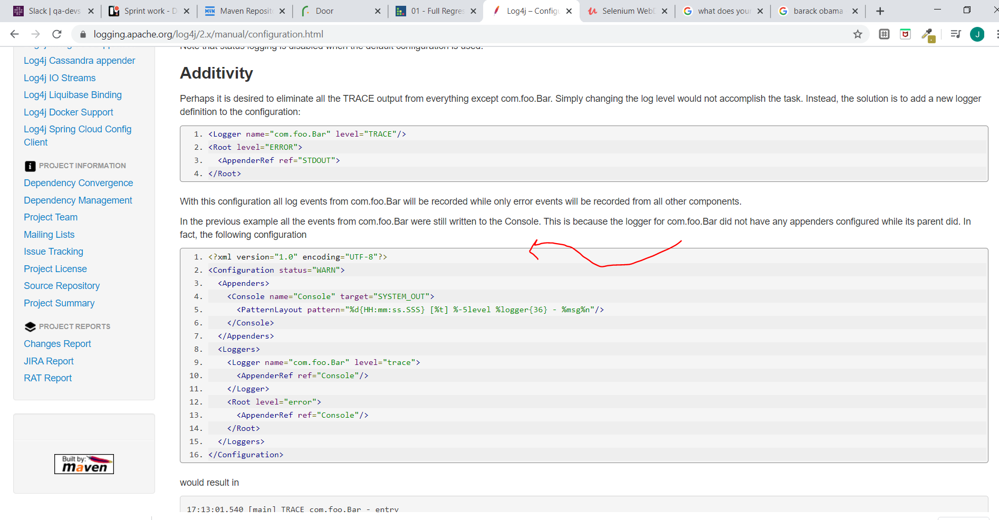 Slack | qa-devs
Sprint work - D
Maven Reposit
Door
01 - Full Regres
Log4j – Config
Selenium Web
what does your
barack obama
logging.apache.org/log4j/2.x/manual/configuration.html
J
Note that status logging is disabled when the default configuration is used.
Log4j Cassandra appender
Log4j IO Streams
Log4j Liquibase Binding
Log4j Docker Support
Log4j Spring Cloud Config
Client
PROJECT INFORMATION
Dependency Convergence
Dependency Management
Project Team
Mailing Lists
Issue Tracking
Project License
Source Repository
Project Summary
PROJECT REPORTS
Changes Report
JIRA Report
RAT Report
Built by:
maven
Additivity
Perhaps it is desired to eliminate all the TRACE output from everything except com.foo.Bar. Simply changing the log level would not accomplish the task. Instead, the solution is to add a new logger
definition to the configuration:
1. <Logger name="com.foo.Bar" level="TRACE"/>
2. <Root level="ERROR">
3.   <AppenderRef ref="STDOUT">
4. </Root>
With this configuration all log events from com.foo.Bar will be recorded while only error events will be recorded from all other components.
In the previous example all the events from com.foo.Bar were still written to the Console. This is because the logger for com.foo.Bar did not have any appenders configured while its parent did. In
fact, the following configuration
1. <?xml version="1.0" encoding="UTF-8"?>
2. <Configuration status="WARN">
3.   <Appenders>
4.     <Console name="Console" target="SYSTEM_OUT">
5.       <PatternLayout pattern="%d{HH:mm:ss.SSS} [%t] %-5level %logger{36} - %msg%n"/>
6.     </Console>
7.   </Appenders>
8.   <Loggers>
9.     <Logger name="com.foo.Bar" level="trace">
10.       <AppenderRef ref="Console"/>
11.     </Logger>
12.     <Root level="error">
13.       <AppenderRef ref="Console"/>
14.     </Root>
15.   </Loggers>
16. </Configuration>
would result in
17:13:01.540 [main] TRACE com.foo.Bar - entry